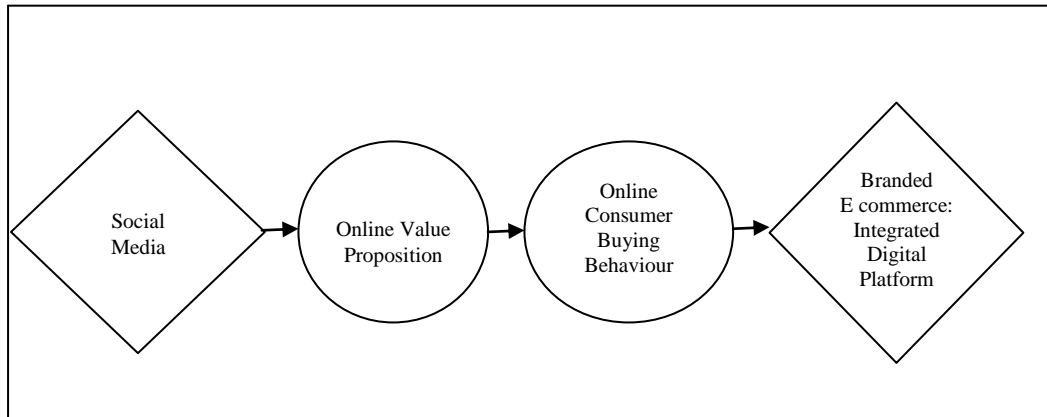 Social
Media
Online Value
Proposition
Online
Consumer
Buying
Behaviour
Branded
E commerce:
Integrated
Digital
Platform